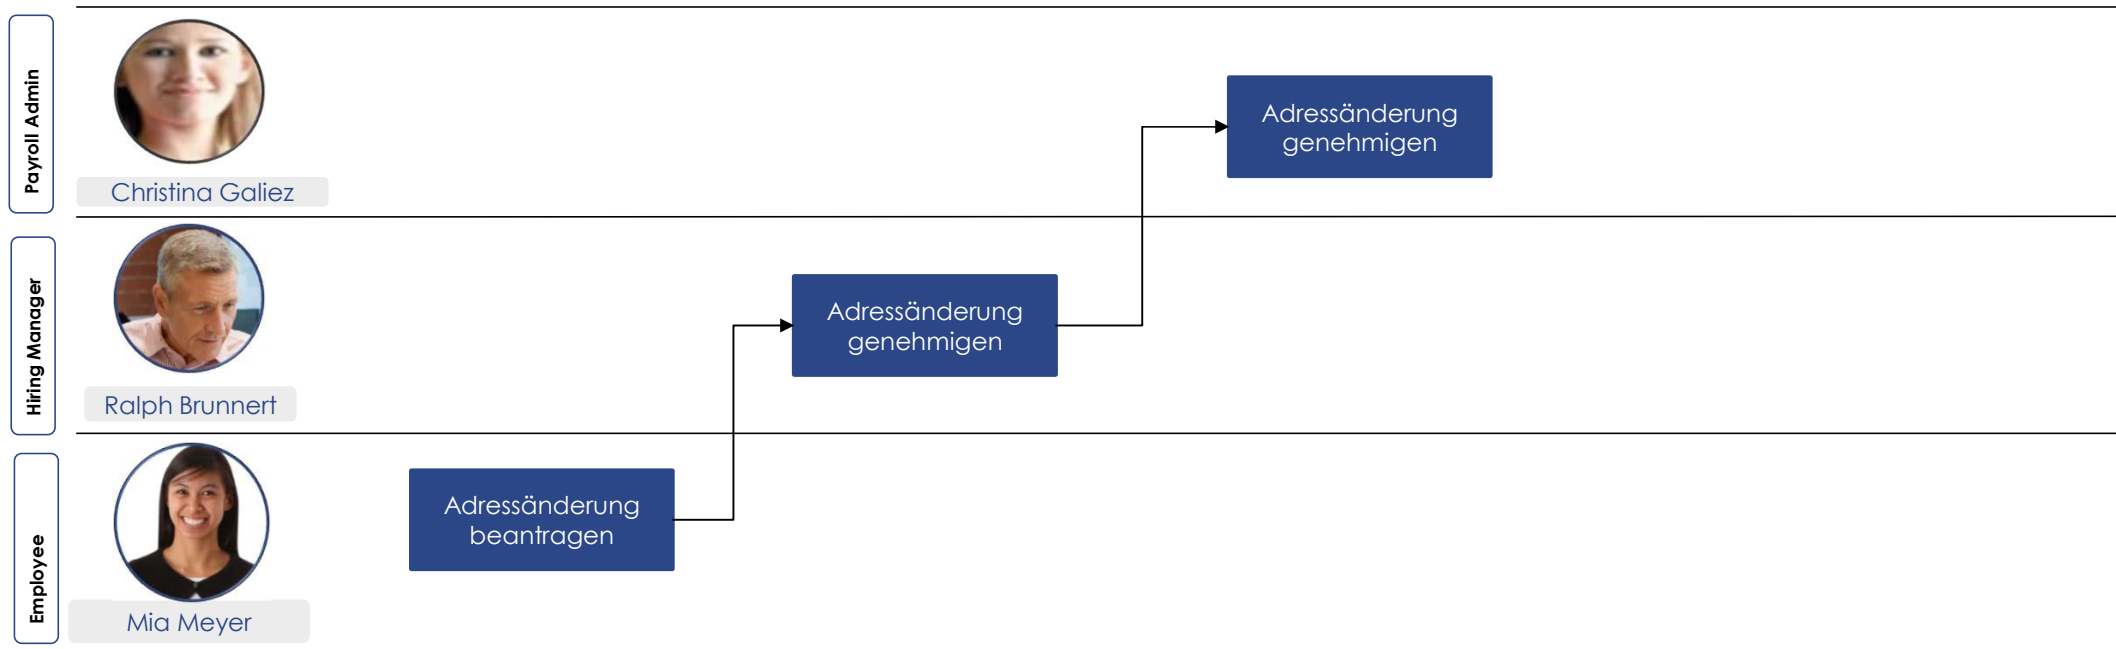 Payroll Admin
Christina Galiez
Adressänderung
genehmigen
Hiring Manager
Ralph Brunnert
Adressänderung
genehmigen
Employee
Mia Meyer
Adressänderung
beantragen